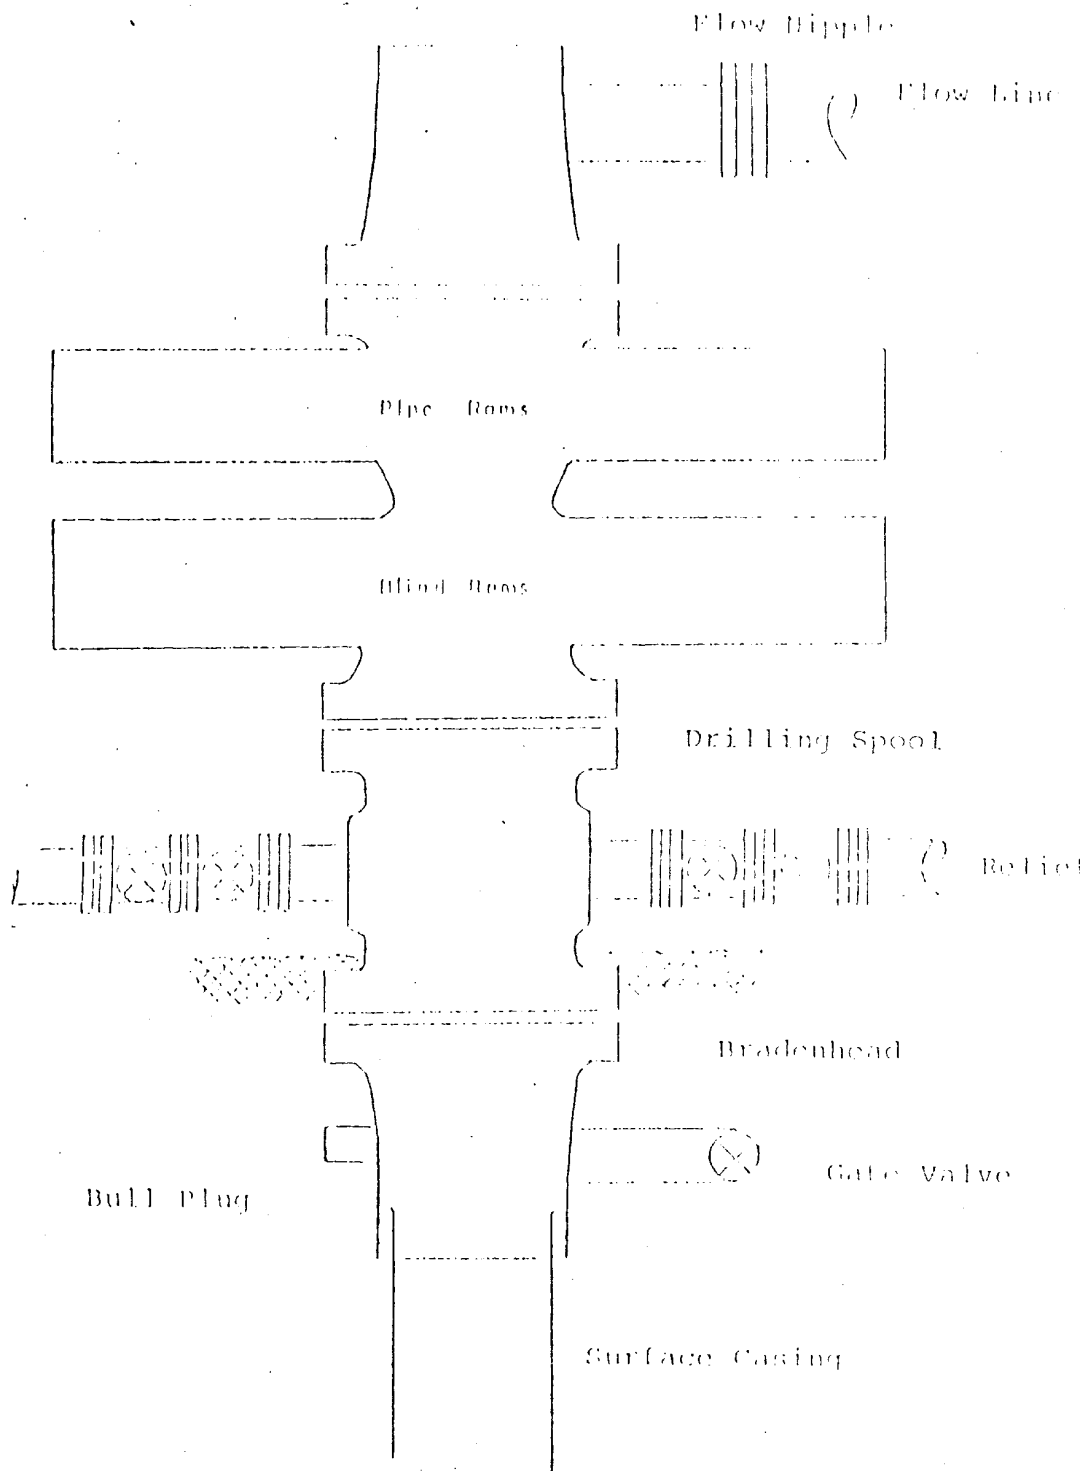 Flow Nipple
Flow Line
Pipe Rams
Blind Rams
Drilling Spool
Relief
Bradenhead
Gate Valve
Bull Plug
Surface Casing